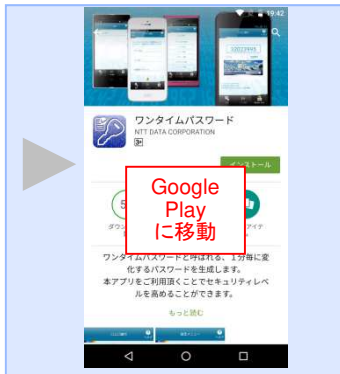 19:42
ワンタイムパスワード
NTT DATA CORPORATION
インストール
Google
Play
に移動
ワンタイムパスワードと呼ばれる、1分毎に変
化するパスワードを生成します。
本アプリをご利用頂くことでセキュリティレベ
ルを高めることができます。
もっと読む